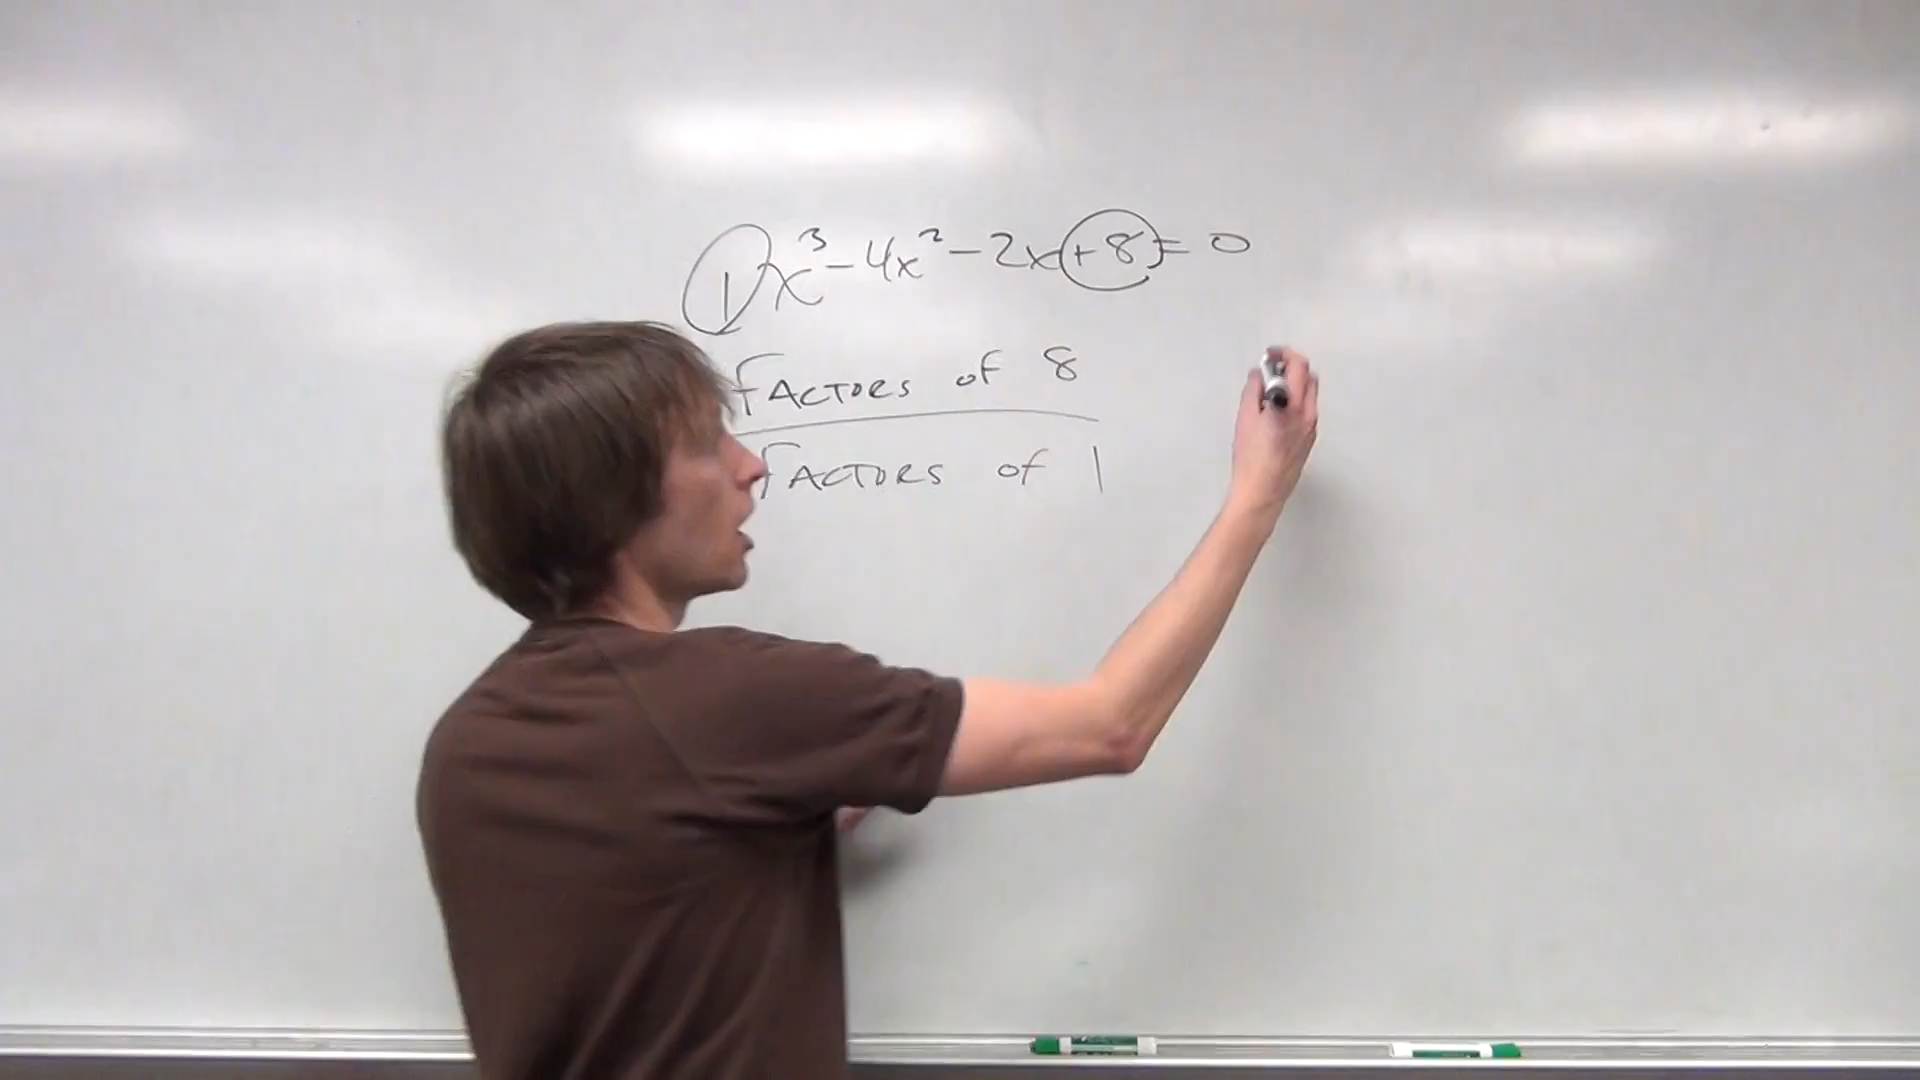 1x³ - 4x² - 2x + 8 = 0
FACTORS OF 8
FACTORS OF 1